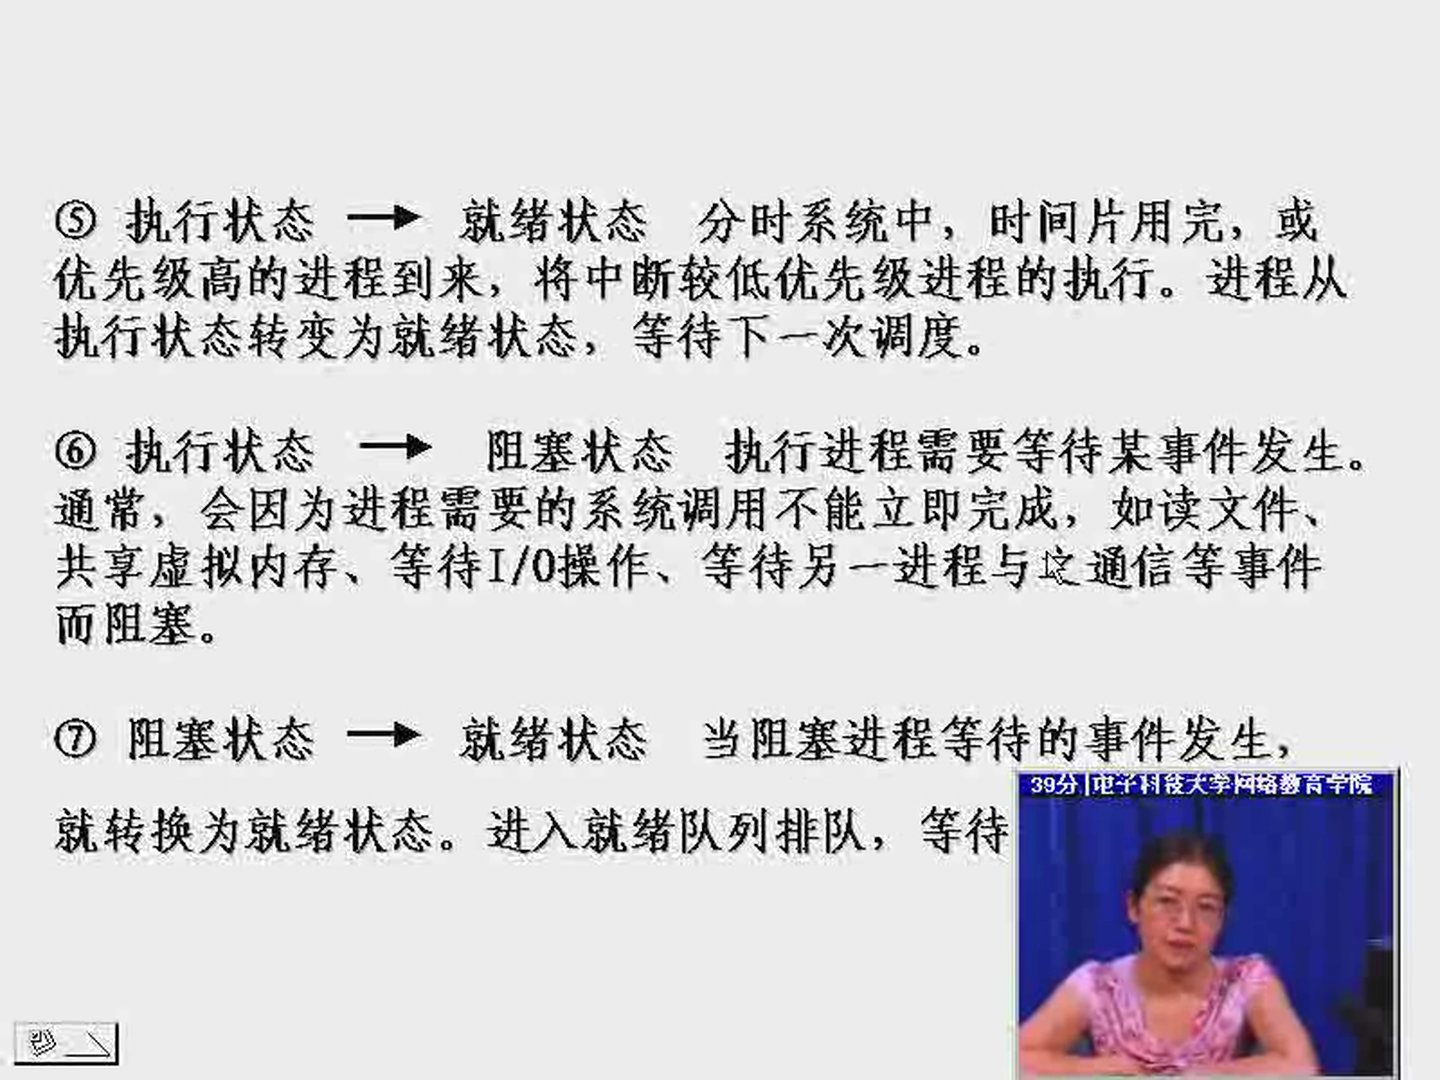 ⑤ 执行状态 → 就绪状态 分时系统中，时间片用完，或
优先级高的进程到来，将中断较低优先级进程的执行。进程从
执行状态转变为就绪状态，等待下一次调度。
⑥ 执行状态 → 阻塞状态 执行进程需要等待某事件发生。
通常，会因为进程需要的系统调用不能立即完成，如读文件、
共享虚拟内存、等待I/O操作、等待另一进程与之通信等事件
而阻塞。
⑦ 阻塞状态 → 就绪状态 当阻塞进程等待的事件发生，
就转换为就绪状态。进入就绪队列排队，等待
39分|电子科技大学网络教育学院